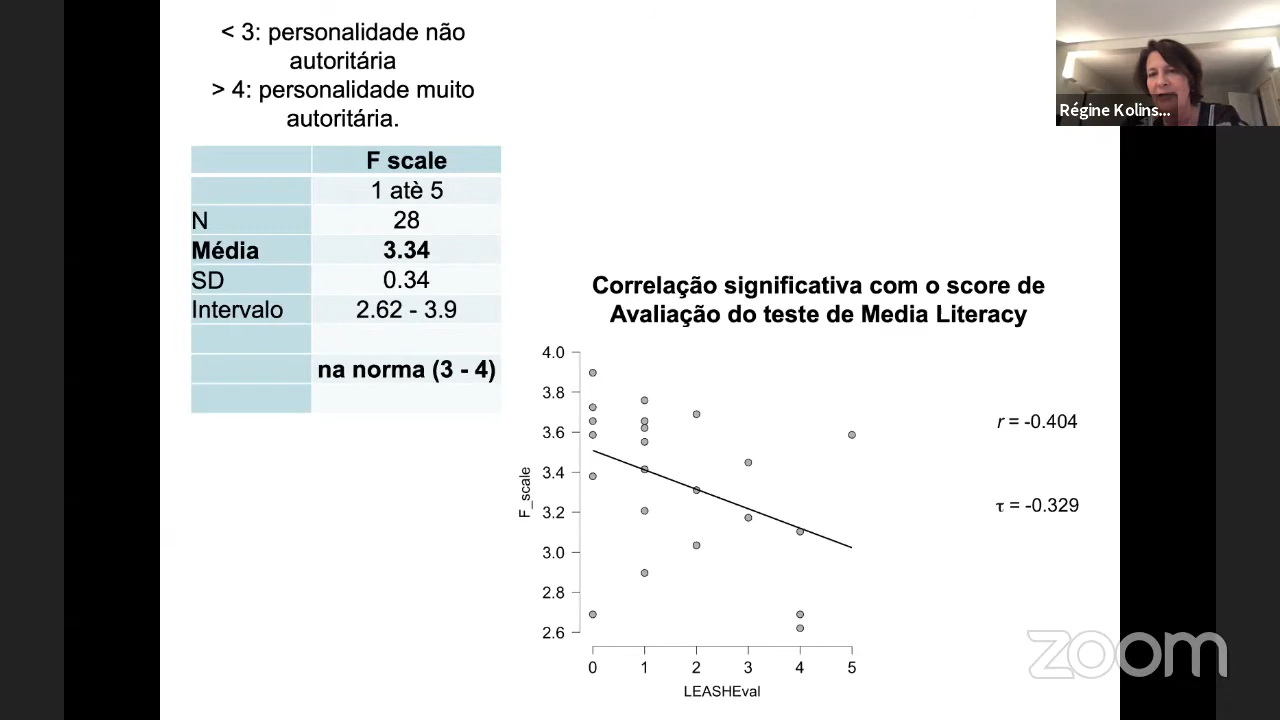 < 3: personalidade não
autoritária
> 4: personalidade muito
autoritária.
Régine Kolins...
F scale
1 atè 5
N 28
Média 3.34
SD 0.34
Intervalo 2.62 - 3.9
na norma (3 - 4)
Correlação significativa com o score de
Avaliação do teste de Media Literacy
4.0
3.8
3.6
3.4
3.2
3.0
2.8
2.6
F_scale
0 1 2 3 4 5
LEASHEval
r = -0.404
τ = -0.329
zoom